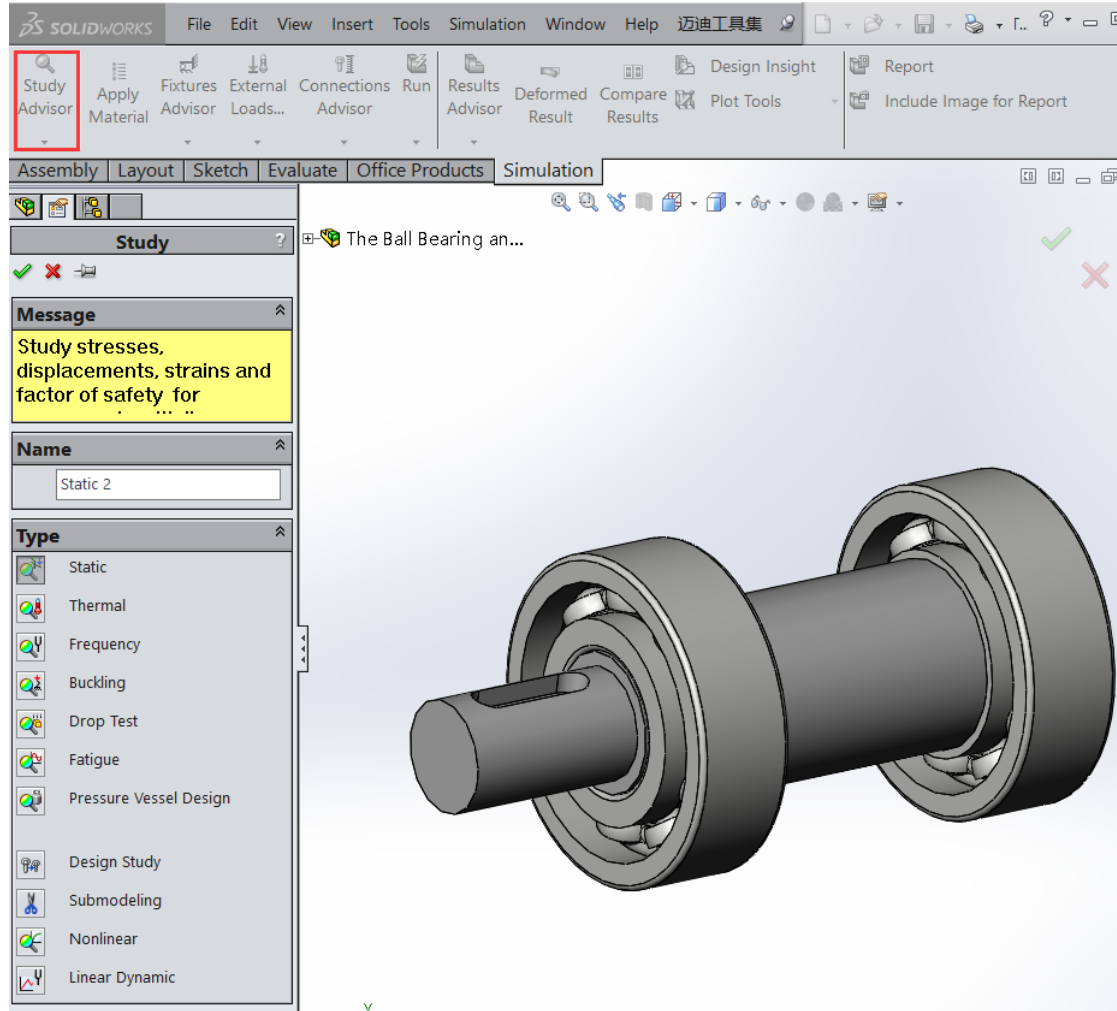 SOLIDWORKS File Edit View Insert Tools Simulation Window Help 迈迪工具集
Study Advisor
Apply Material
Fixtures Advisor
External Loads...
Connections Advisor
Run
Results Advisor
Deformed Result
Compare Results
Design Insight
Plot Tools
Report
Include Image for Report
Assembly Layout Sketch Evaluate Office Products Simulation
Study ?
The Ball Bearing an...
Message
Study stresses,
displacements, strains and
factor of safety for
Name
Static 2
Type
Static
Thermal
Frequency
Buckling
Drop Test
Fatigue
Pressure Vessel Design
Design Study
Submodeling
Nonlinear
Linear Dynamic